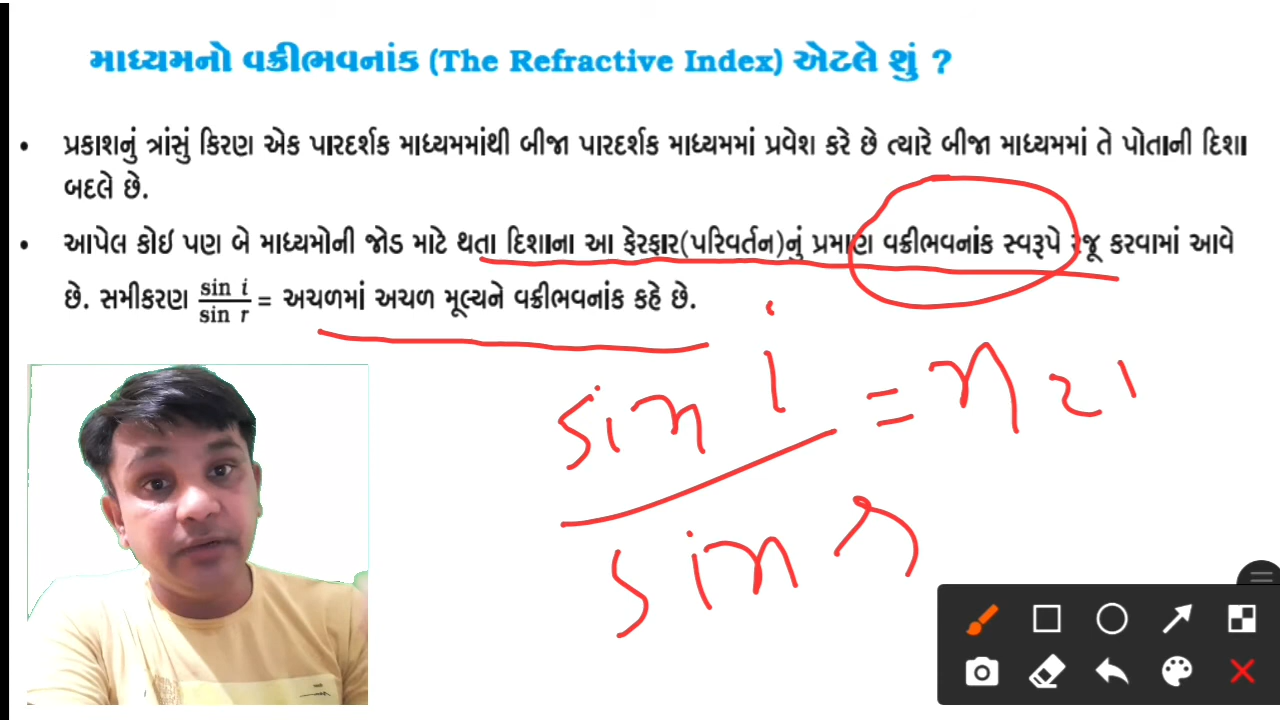 માધ્યમનો વક્રીભવનાંક (The Refractive Index) એટલે શું ?
• પ્રકાશનું ત્રાંસું કિરણ એક પારદર્શક માધ્યમમાંથી બીજા પારદર્શક માધ્યમમાં પ્રવેશ કરે છે ત્યારે બીજા માધ્યમમાં તે પોતાની દિશા
બદલે છે.
• આપેલ કોઇ પણ બે માધ્યમોની જોડ માટે થતા દિશાના આ ફેરફાર(પરિવર્તન)નું પ્રમાણ વક્રીભવનાંક સ્વરૂપે રજૂ કરવામાં આવે
છે. સમીકરણ sin i / sin r = અચળમાં અચળ મૂલ્યને વક્રીભવનાંક કહે છે.
sin i / sin r = n 21